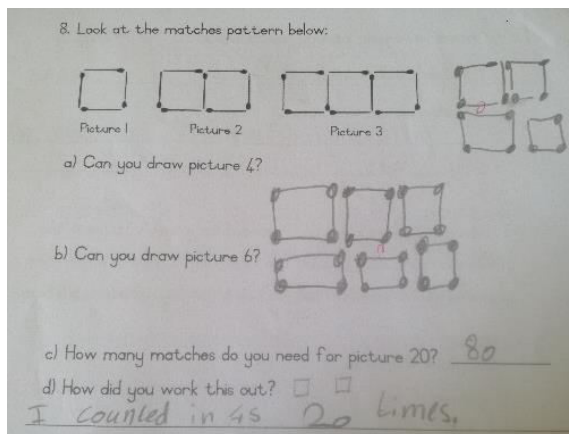 8. Look at the matches pattern below:
Picture 1 Picture 2 Picture 3
a) Can you draw picture 4?
b) Can you draw picture 6?
c) How many matches do you need for picture 20? 80
d) How did you work this out?
I counted in 4s 20 times.